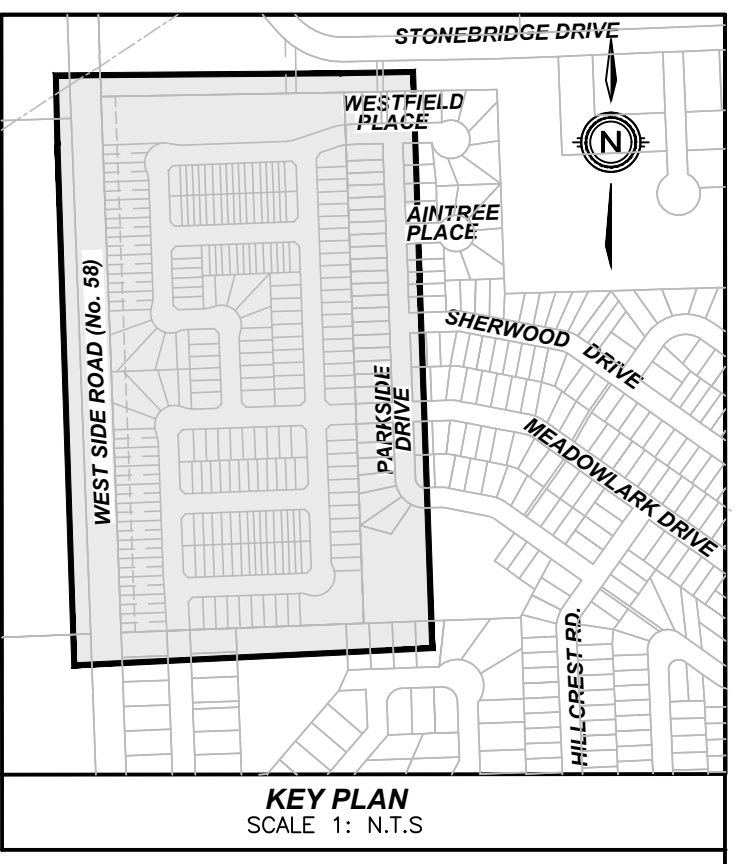 STONEBRIDGE DRIVE
WESTFIELD
PLACE
N
AINTREE
PLACE
WEST SIDE ROAD (No. 58)
SHERWOOD DRIVE
PARKSIDE
DRIVE
MEADOWLARK DRIVE
HILLCREST RD.
KEY PLAN
SCALE 1: N.T.S